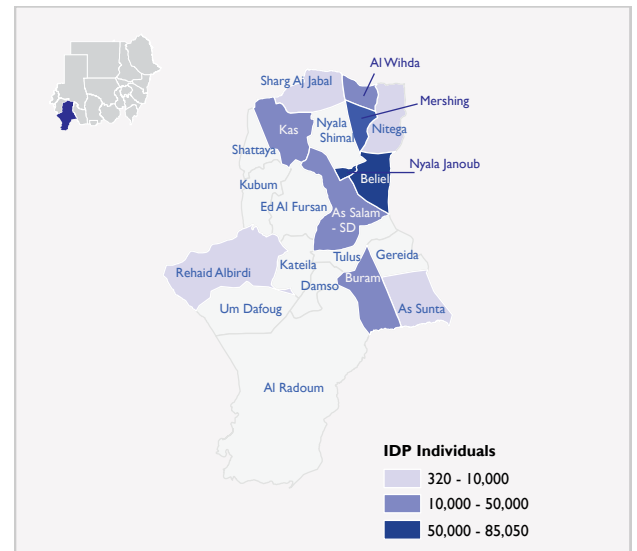 Al Wihda
Sharg Aj Jabal
Mershing
Kas
Nyala
Shimal
Nitega
Shattaya
Nyala Janoub
Beliel
Kubum
Ed Al Fursan
As Salam
- SD
Tulus
Gereida
Rehaid Albirdi
Kateila
Buram
Damso
Um Dafoug
As Sunta
Al Radoum
IDP Individuals
320 - 10,000
10,000 - 50,000
50,000 - 85,050